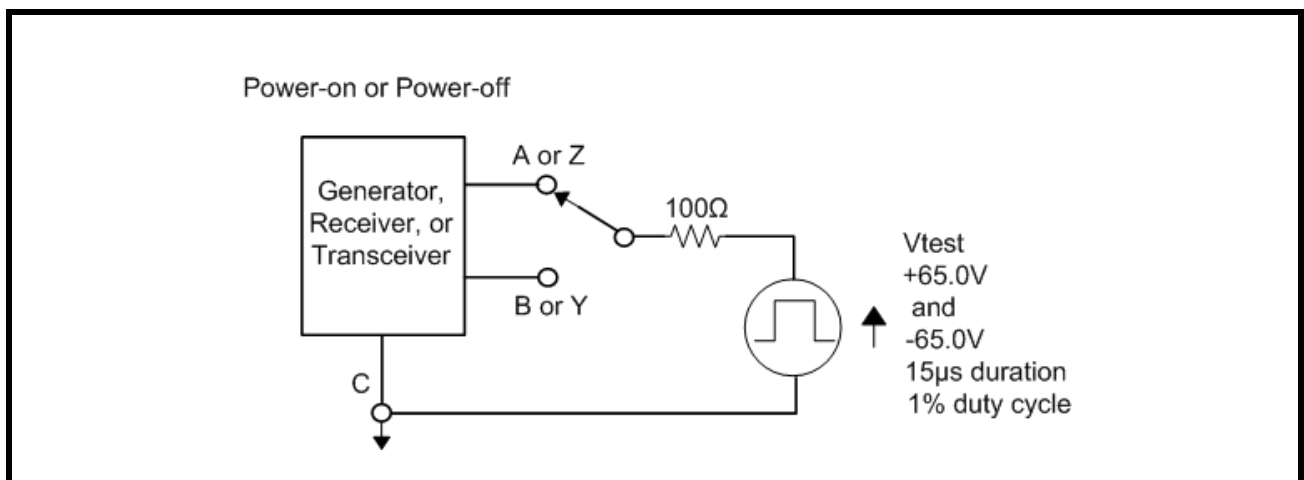 Power-on or Power-off
Generator,
Receiver, or
Transceiver
A or Z
B or Y
C
100Ω
Vtest
+65.0V
and
-65.0V
15µs duration
1% duty cycle